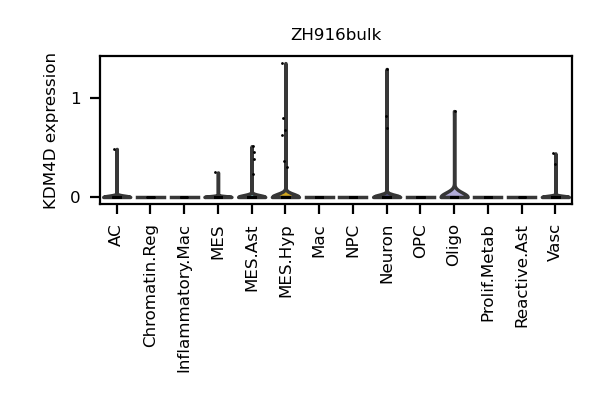 ZH916bulk
KDM4D expression
1
0
AC
Chromatin.Reg
Inflammatory.Mac
MES
MES.Ast
MES.Hyp
Mac
NPC
Neuron
OPC
Oligo
Prolif.Metab
Reactive.Ast
Vasc